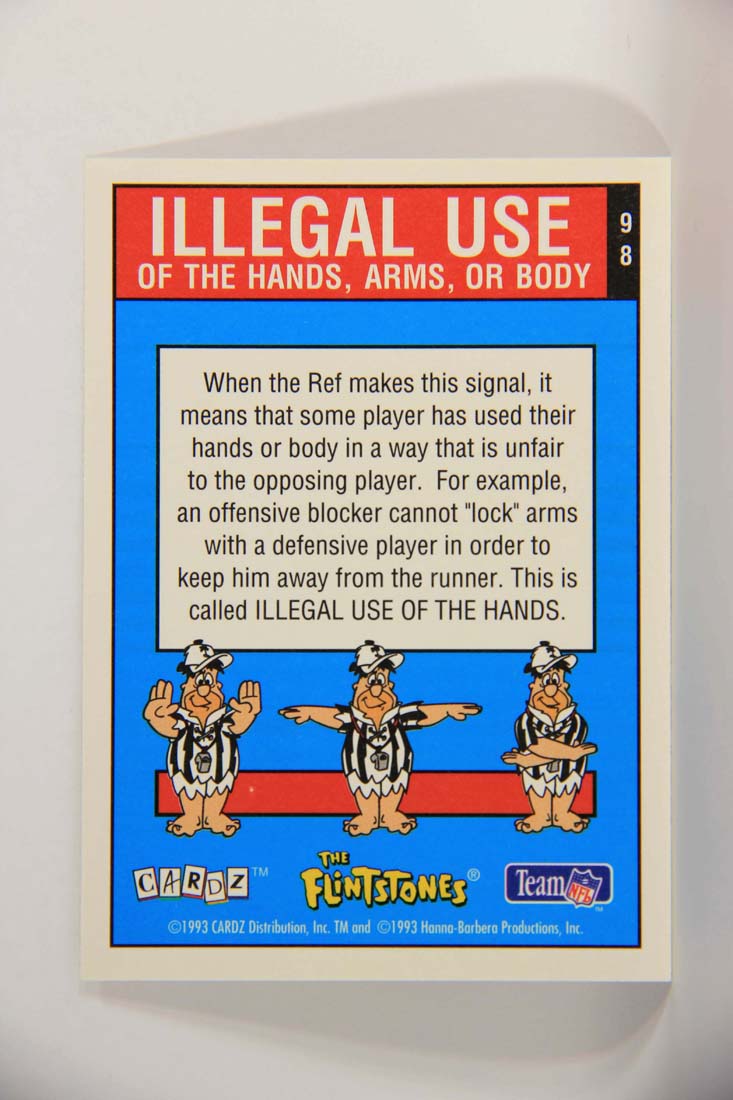 ILLEGAL USE
OF THE HANDS, ARMS, OR BODY
9
8
When the Ref makes this signal, it
means that some player has used their
hands or body in a way that is unfair
to the opposing player.  For example,
an offensive blocker cannot "lock" arms
with a defensive player in order to
keep him away from the runner. This is
called ILLEGAL USE OF THE HANDS.
CARDZ™
THE
FLINTSTONES®
Team NFL™
©1993 CARDZ Distribution, Inc. TM and ©1993 Hanna-Barbera Productions, Inc.